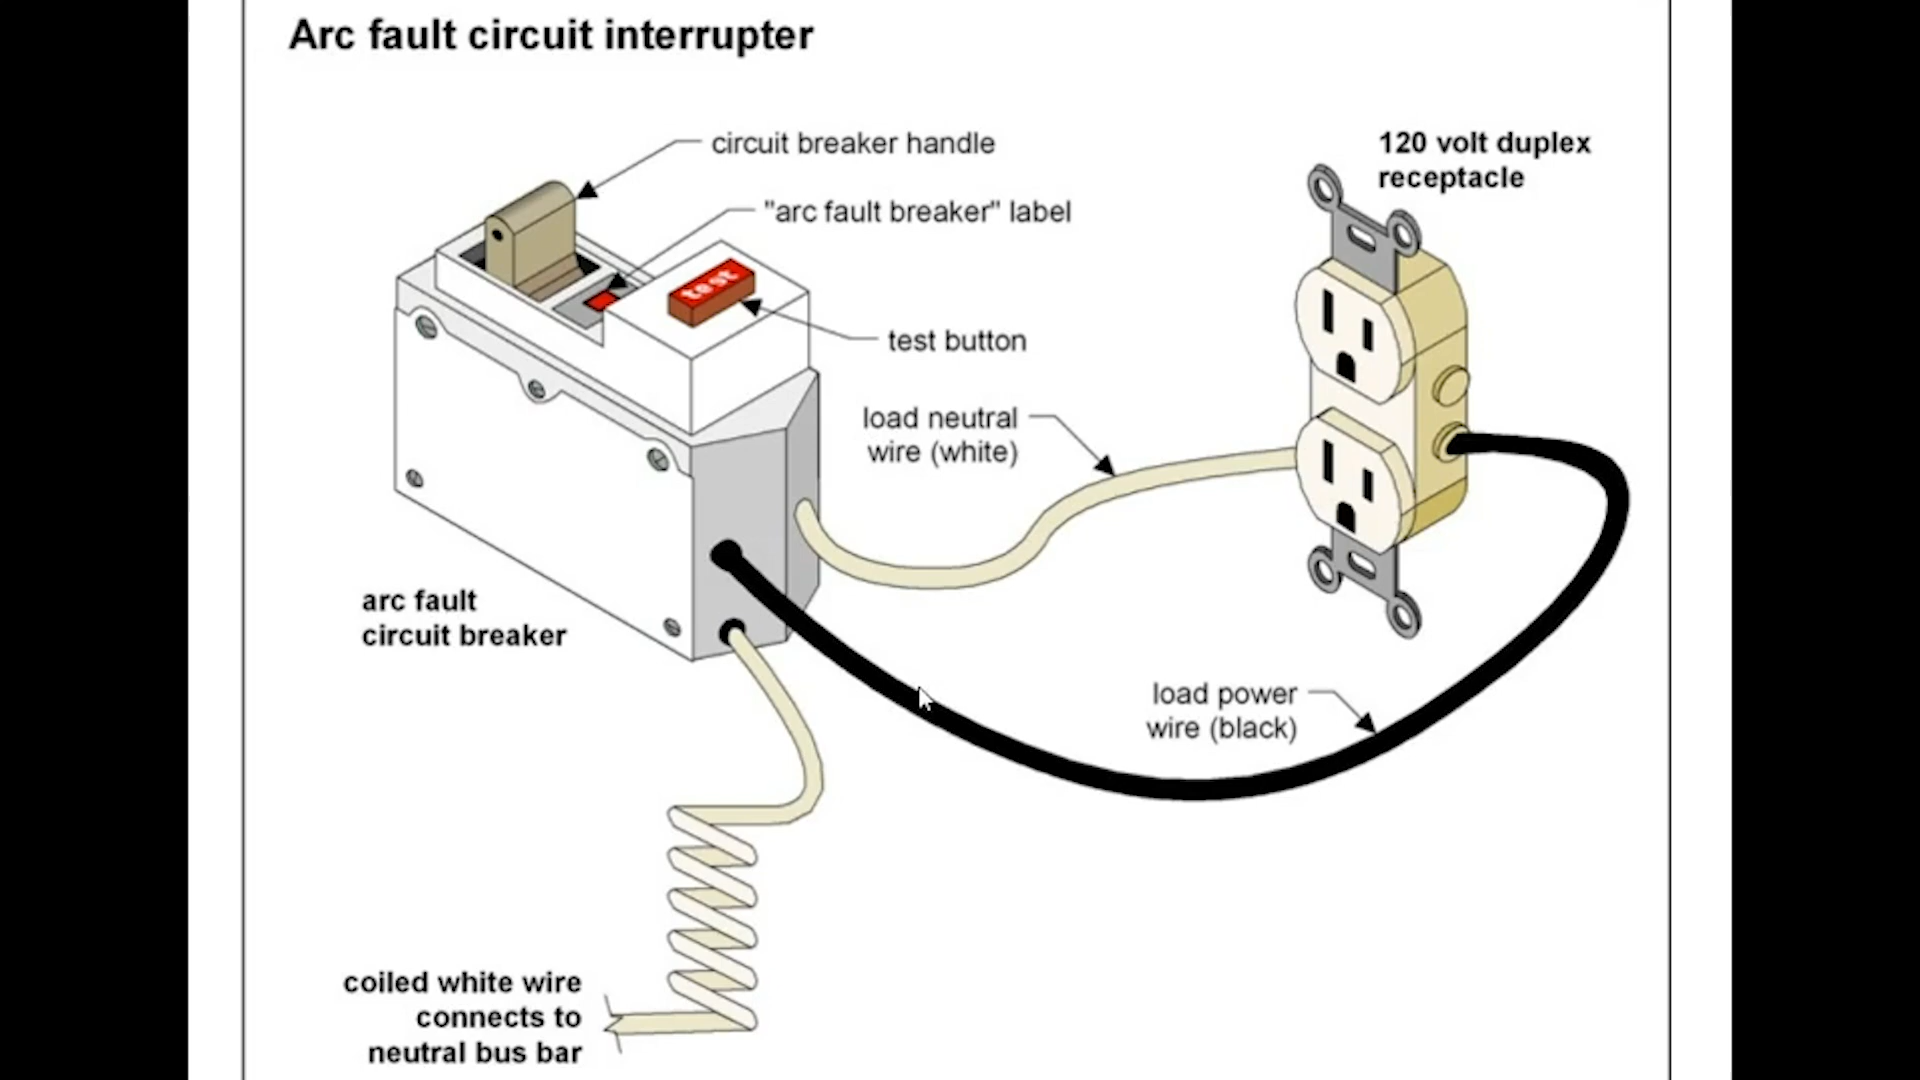 Arc fault circuit interrupter
circuit breaker handle
"arc fault breaker" label
test
test button
120 volt duplex
receptacle
load neutral
wire (white)
arc fault
circuit breaker
load power
wire (black)
coiled white wire
connects to
neutral bus bar